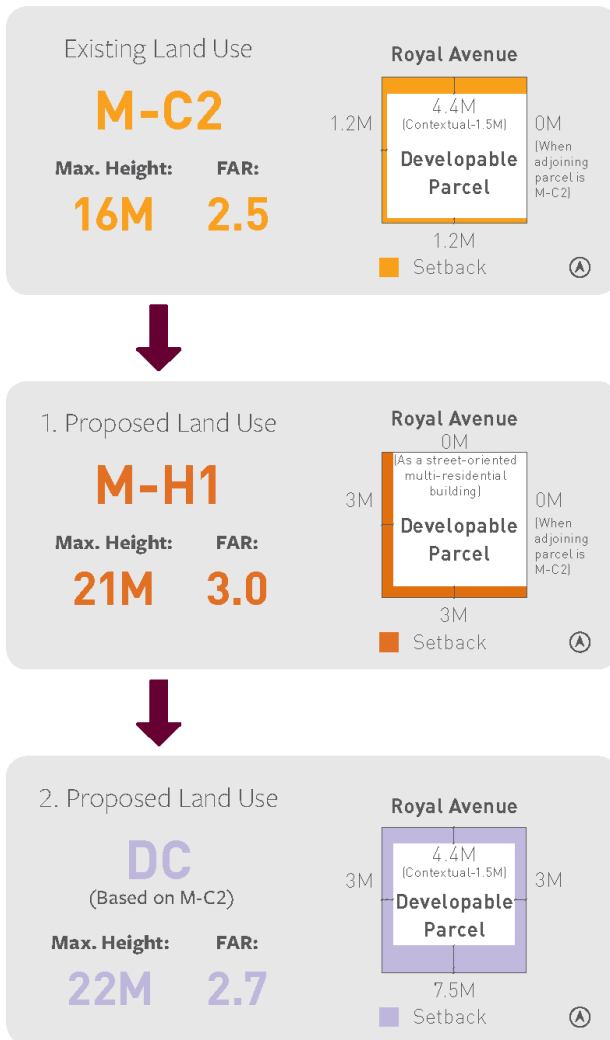 Existing Land Use
M-C2
Max. Height:
FAR:
16M
2.5
Royal Avenue
4.4M
(Contextual-1.5M)
1.2M
0M
(When
adjoining
parcel is
M-C2)
Developable
Parcel
1.2M
Setback
A
1. Proposed Land Use
M-H1
Max. Height:
FAR:
21M
3.0
Royal Avenue
0M
(As a street-oriented
multi-residential
building)
3M
0M
(When
adjoining
parcel is
M-C2)
Developable
Parcel
3M
Setback
A
2. Proposed Land Use
DC
(Based on M-C2)
Max. Height:
FAR:
22M
2.7
Royal Avenue
4.4M
(Contextual-1.5M)
3M
3M
Developable
Parcel
7.5M
Setback
A